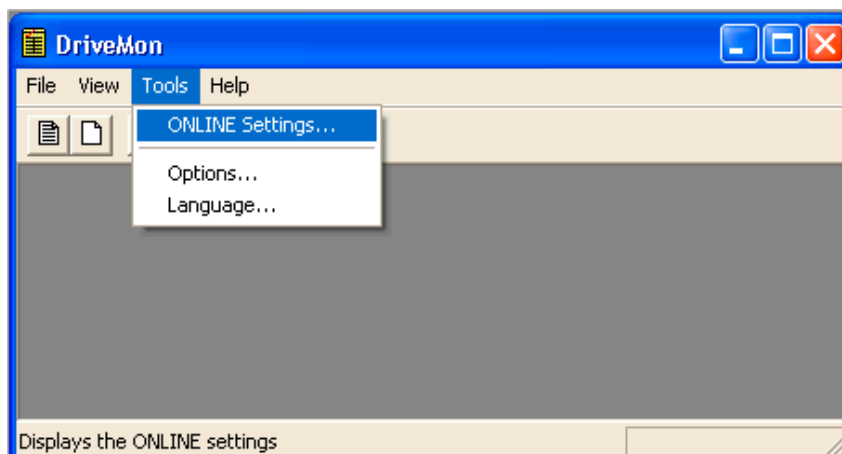 DriveMon
File View Tools Help
ONLINE Settings...
Options...
Language...
Displays the ONLINE settings